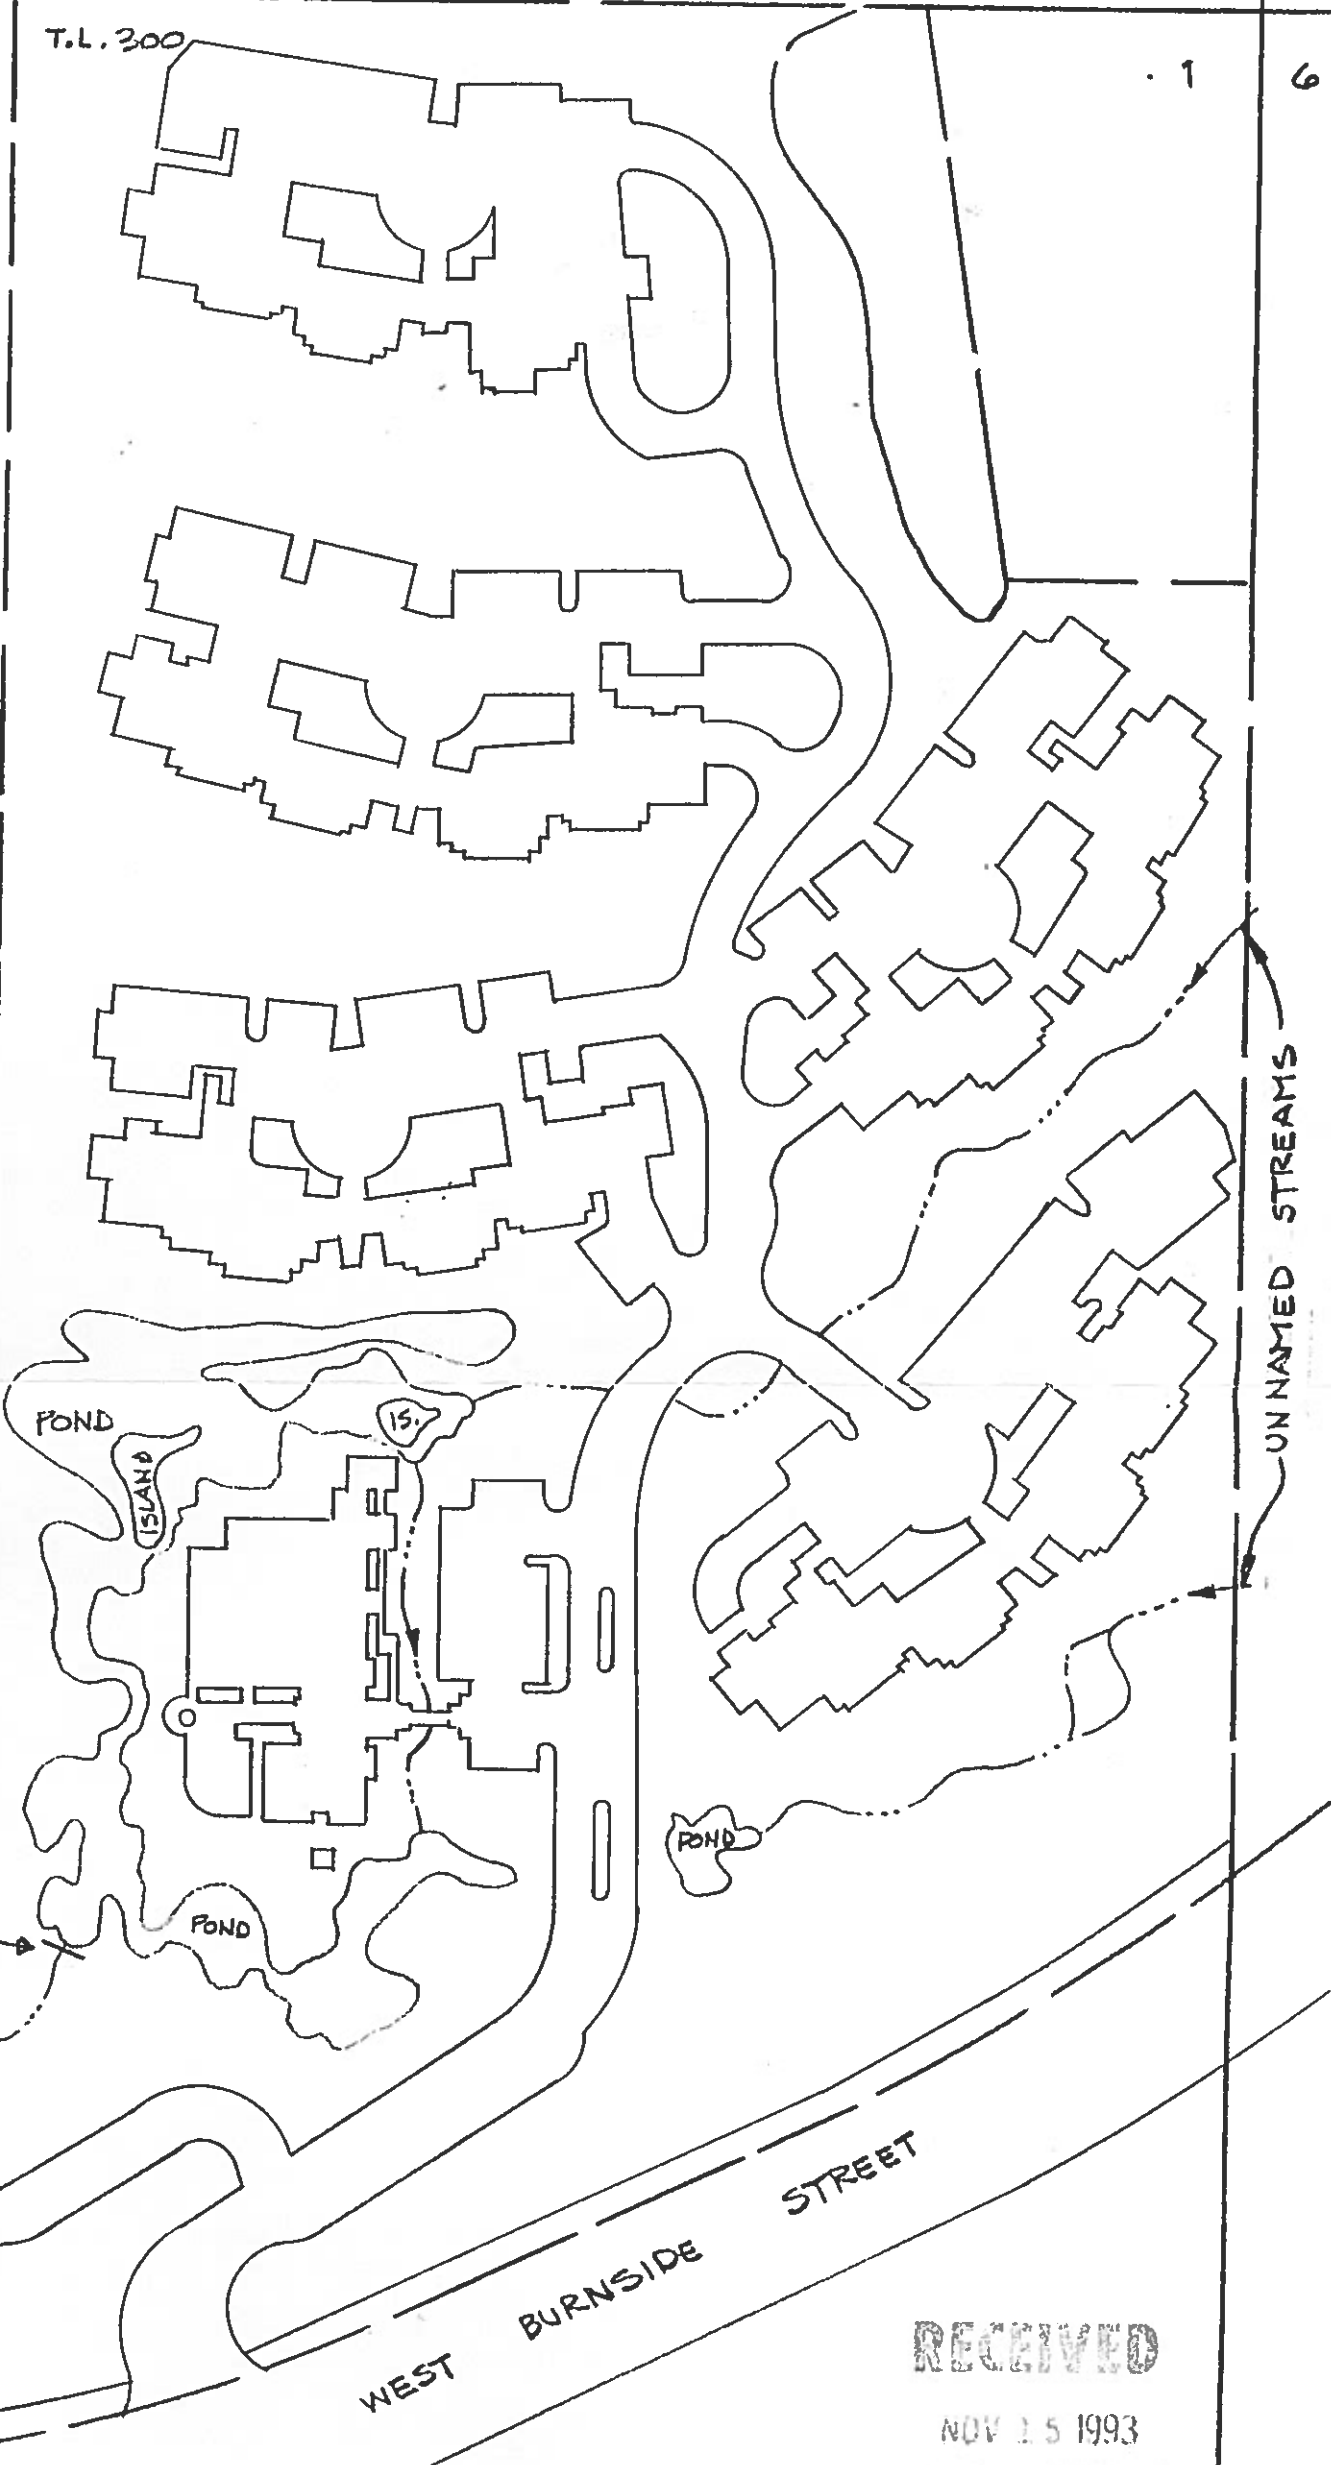 T.L. 300
1 6
UNNAMED STREAMS
POND
IS.
ISLAND
POND
POND
WEST BURNSIDE STREET
RECEIVED
NOV 15 1993